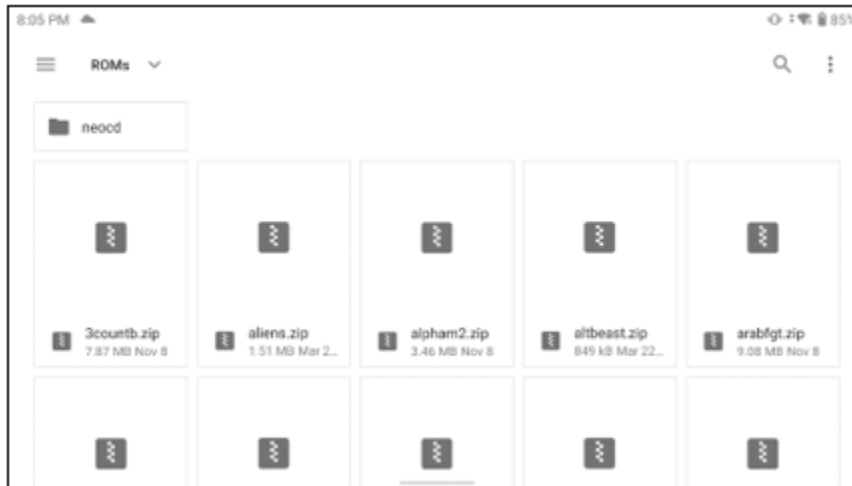 8:05 PM 85%
ROMs
neocd
3countb.zip
7.87 MB Nov 8
aliens.zip
1.51 MB Mar 2...
alpham2.zip
3.46 MB Nov 8
altbeast.zip
849 kB Mar 22...
arabfgt.zip
9.08 MB Nov 8